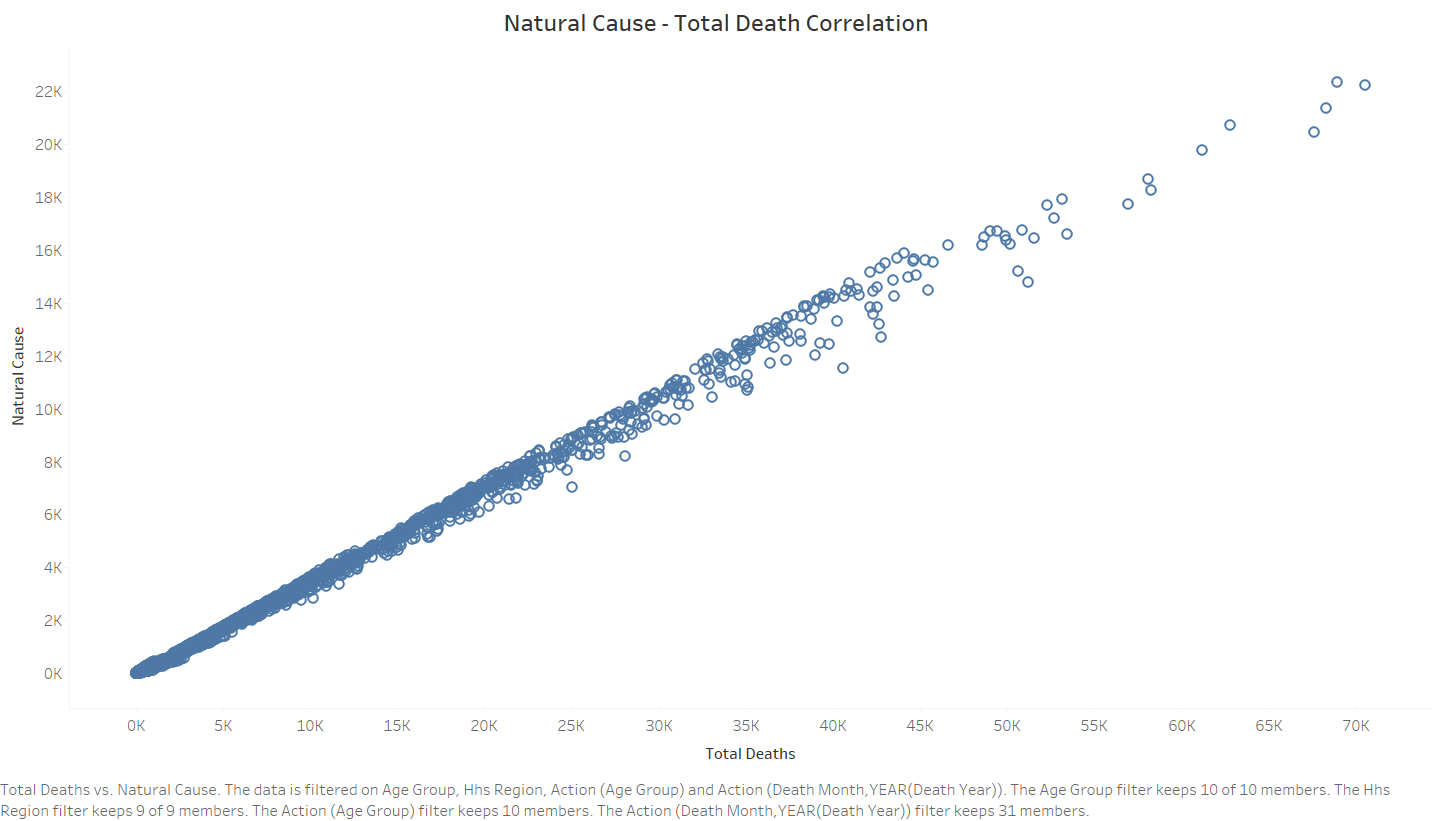 Natural Cause - Total Death Correlation
22K
20K
18K
16K
14K
12K
10K
8K
6K
4K
2K
0K
Natural Cause
0K 5K 10K 15K 20K 25K 30K 35K 40K 45K 50K 55K 60K 65K 70K
Total Deaths
Total Deaths vs. Natural Cause. The data is filtered on Age Group, Hhs Region, Action (Age Group) and Action (Death Month,YEAR(Death Year)). The Age Group filter keeps 10 of 10 members. The Hhs
Region filter keeps 9 of 9 members. The Action (Age Group) filter keeps 10 members. The Action (Death Month,YEAR(Death Year)) filter keeps 31 members.